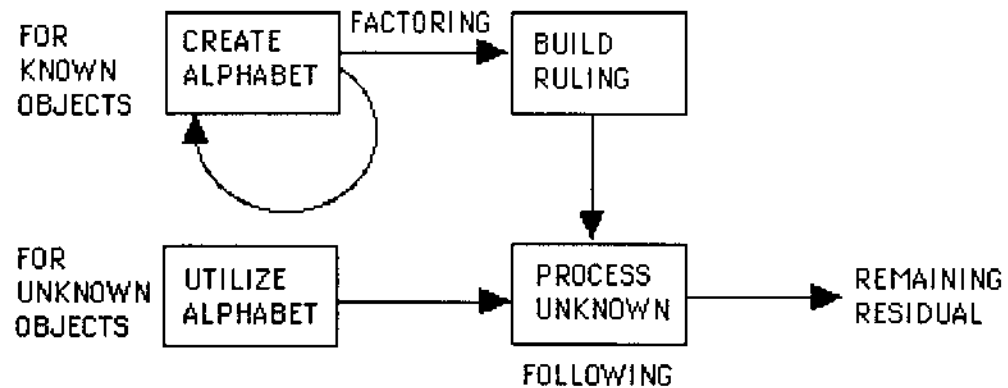 FOR
KNOWN
OBJECTS
CREATE
ALPHABET
FACTORING
BUILD
RULING
FOR
UNKNOWN
OBJECTS
UTILIZE
ALPHABET
PROCESS
UNKNOWN
REMAINING
RESIDUAL
FOLLOWING